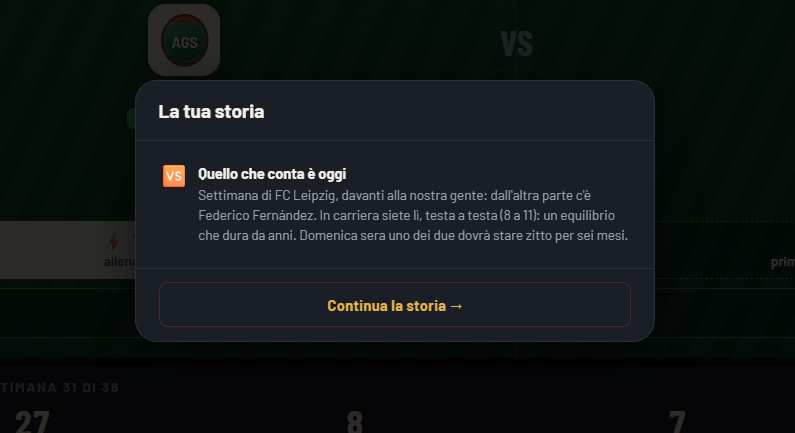 AGS
VS
La tua storia
VS
Quello che conta è oggi
Settimana di FC Leipzig, davanti alla nostra gente: dall'altra parte c'è
Federico Fernández. In carriera siete lì, testa a testa (8 a 11): un equilibrio
che dura da anni. Domenica sera uno dei due dovrà stare zitto per sei mesi.
allena
prim
Continua la storia →
TIMANA 31 DI 38
27
8
7